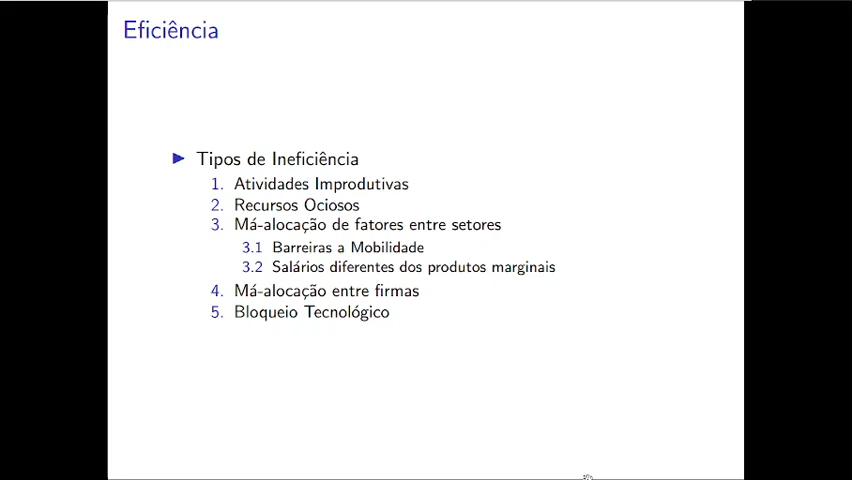 Eficiência
Tipos de Ineficiência
1. Atividades Improdutivas
2. Recursos Ociosos
3. Má-alocação de fatores entre setores
3.1 Barreiras a Mobilidade
3.2 Salários diferentes dos produtos marginais
4. Má-alocação entre firmas
5. Bloqueio Tecnológico